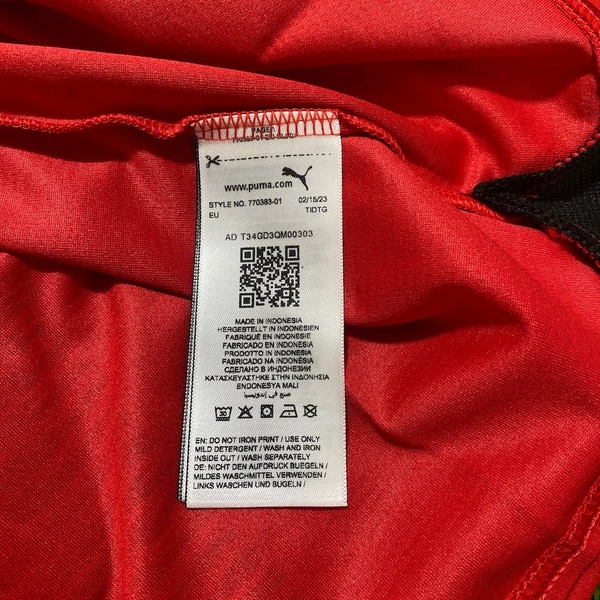 www.puma.com
STYLE NO. 770383-01 02/15/23
EU TIDTG
AD T34GD3QM00303
MADE IN INDONESIA
HERGESTELLT IN INDONESIEN
FABRIQUÉ EN INDONÉSIE
FABRICADO EN INDONESIA
PRODOTTO IN INDONESIA
FABRICADO NA INDONÉSIA
СДЕЛАНО В ИНДОНЕЗИИ
ΚΑΤΑΣΚΕΥΑΣΤΗΚΕ ΣΤΗΝ ΙΝΔΟΝΗΣΙΑ
ENDONESYA MALI
صنع في إندونيسيا
30
EN: DO NOT IRON PRINT / USE ONLY
MILD DETERGENT / WASH AND IRON
INSIDE OUT / WASH SEPARATELY
DE: NICHT DEN AUFDRUCK BUEGELN /
MILDES WASCHMITTEL VERWENDEN /
LINKS WASCHEN UND BUGELN /